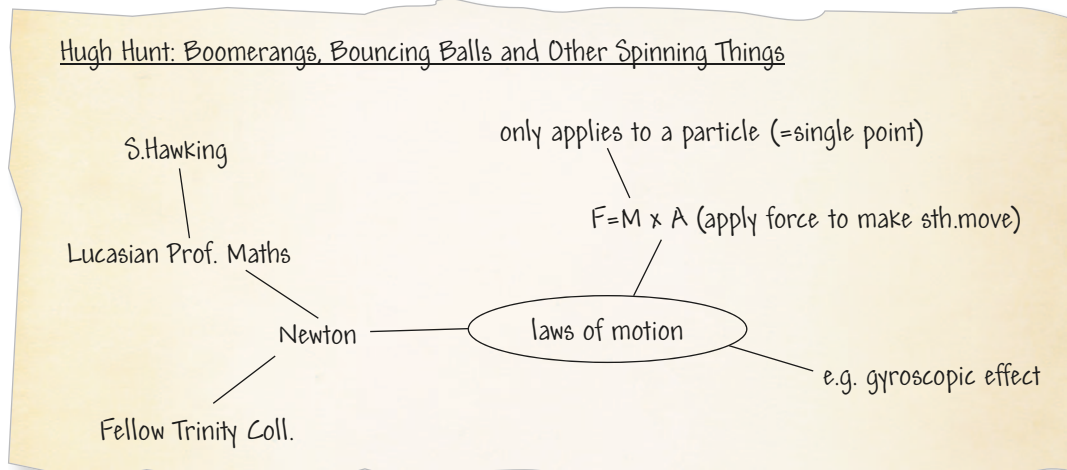 Hugh Hunt: Boomerangs, Bouncing Balls and Other Spinning Things
only applies to a particle (=single point)
S.Hawking
F=M x A (apply force to make sth.move)
Lucasian Prof. Maths
Newton
laws of motion
e.g. gyroscopic effect
Fellow Trinity Coll.